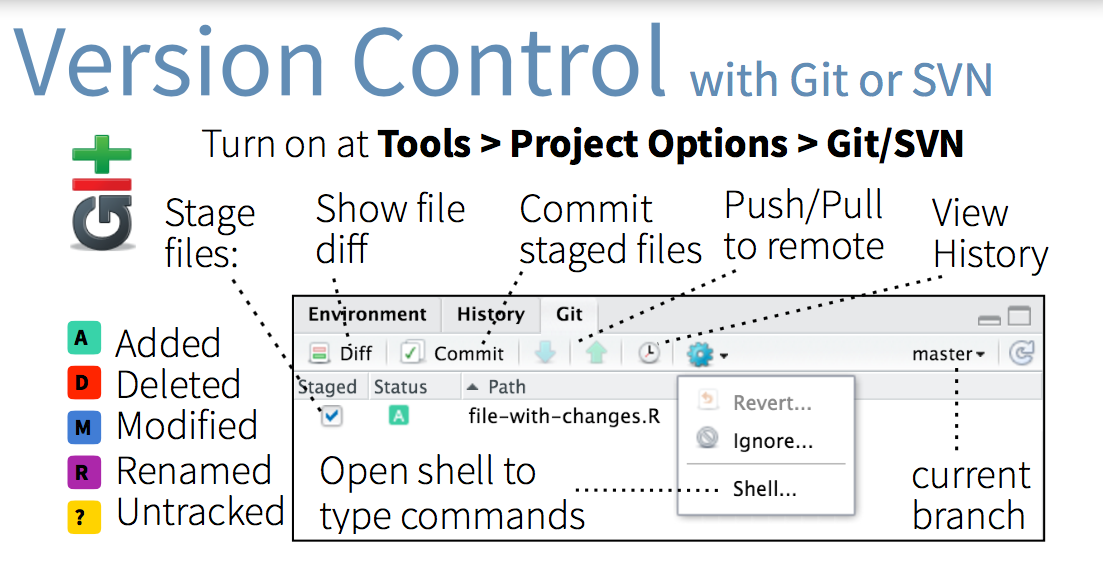 Version Control with Git or SVN
Turn on at Tools > Project Options > Git/SVN
git
Stage
files:
Show file
diff
Commit
staged files
Push/Pull
to remote
View
History
A Added
D Deleted
M Modified
R Renamed
? Untracked
Environment History Git
Diff Commit master
Staged Status Path
A file-with-changes.R
Revert...
Ignore...
Shell...
Open shell to
type commands
current
branch